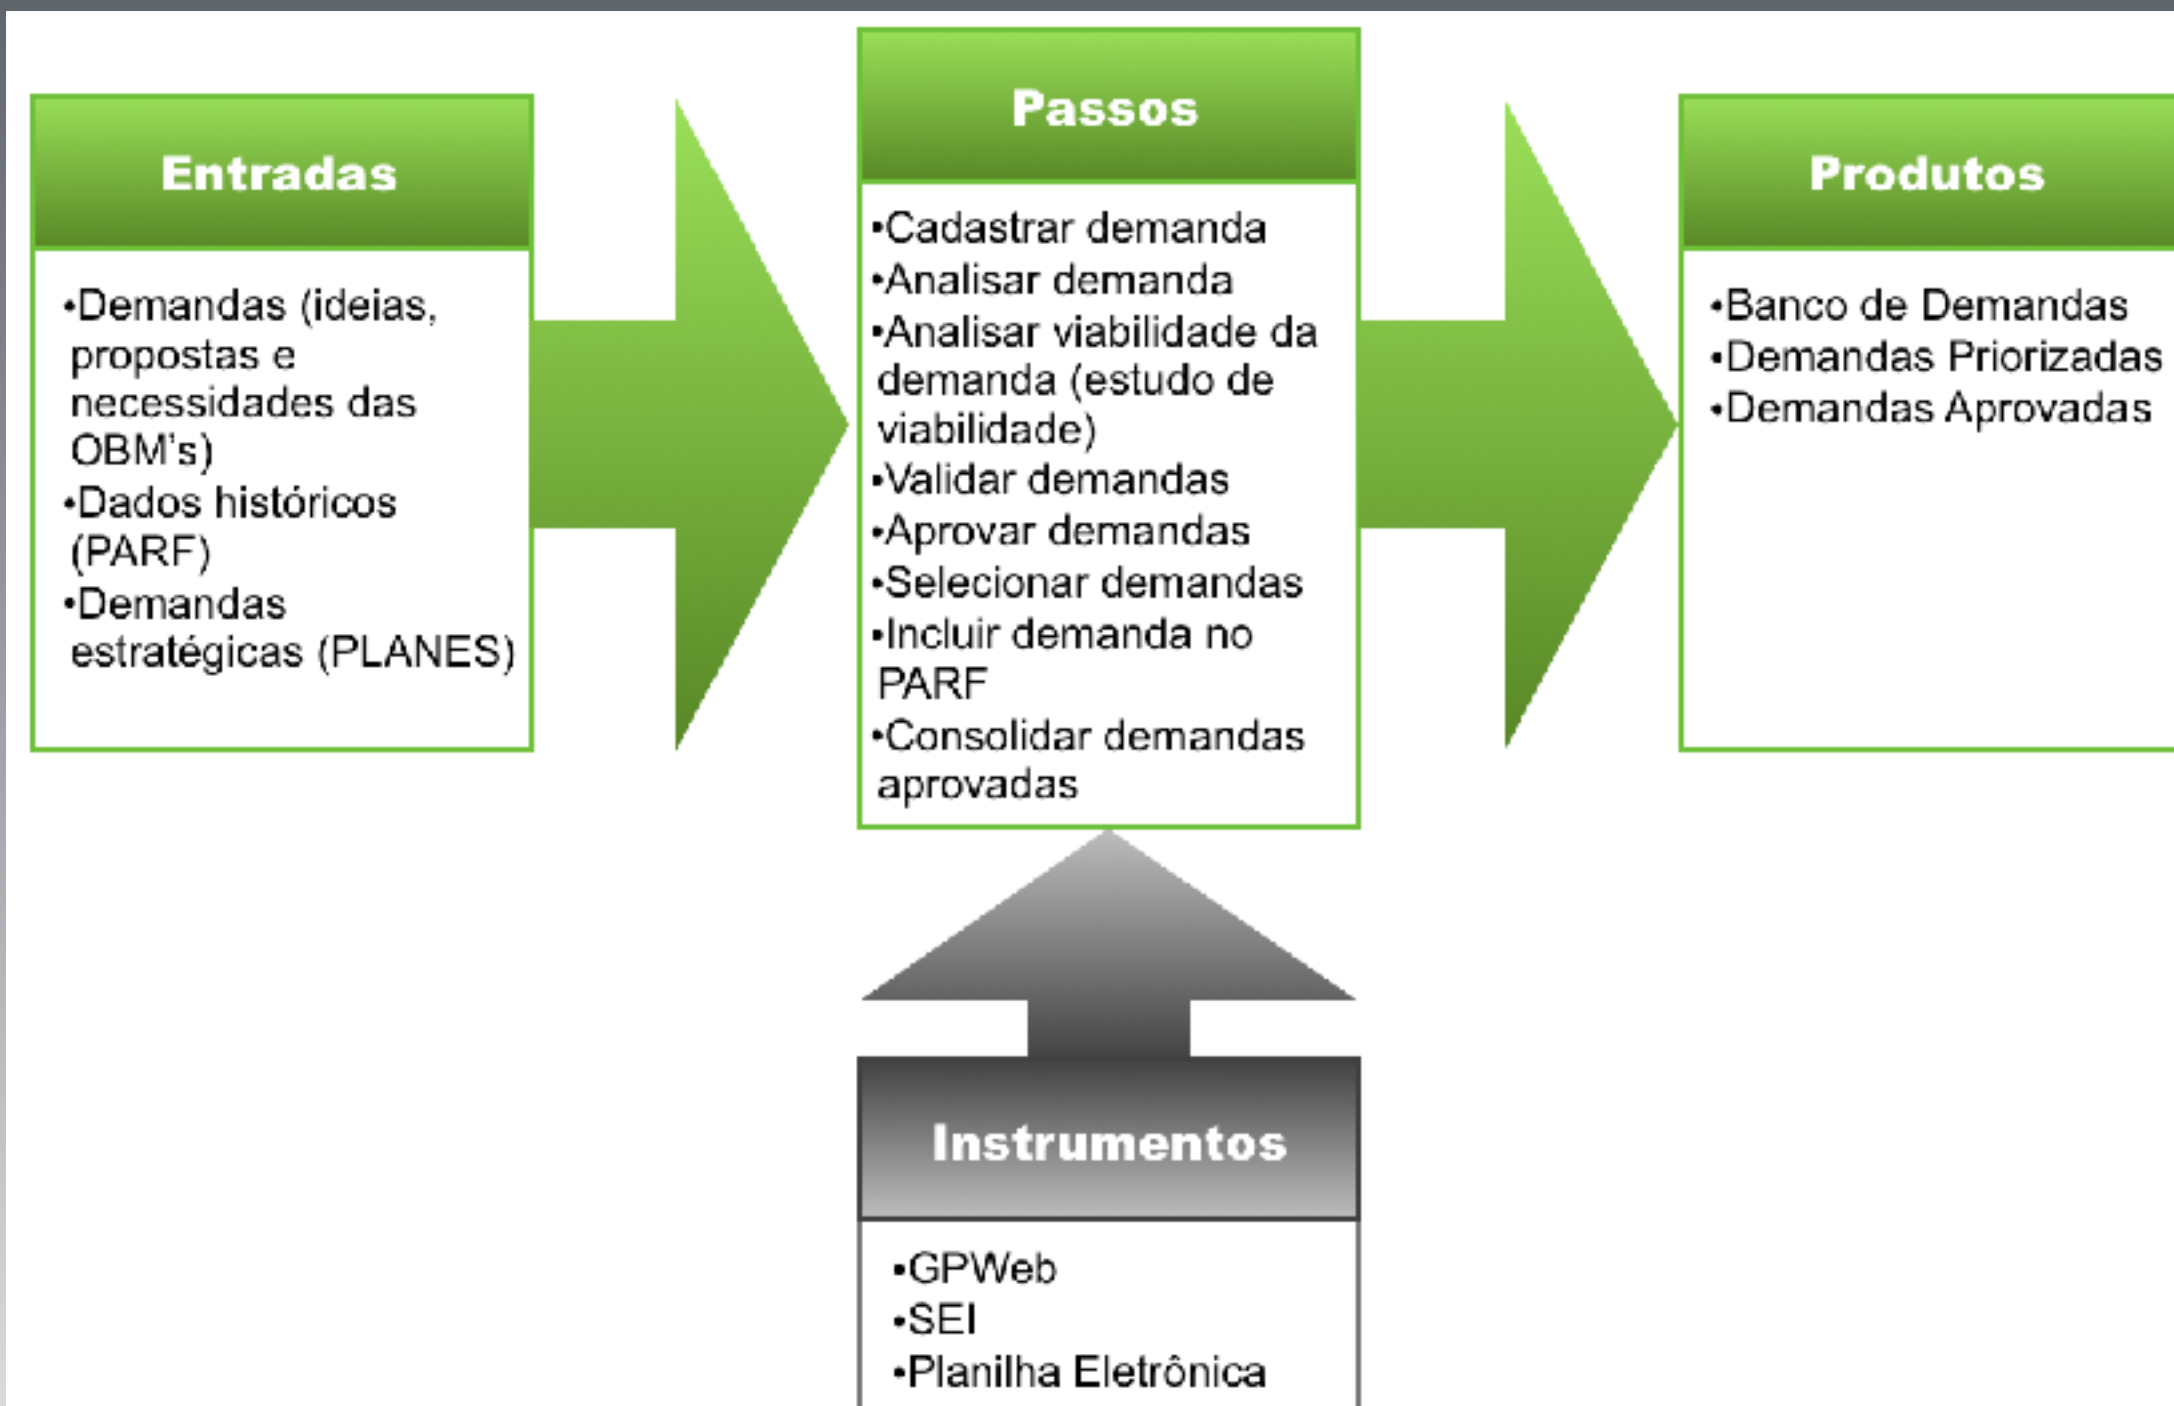 Entradas
•Demandas (ideias,
propostas e
necessidades das
OBM's)
•Dados históricos
(PARF)
•Demandas
estratégicas (PLANES)
Passos
•Cadastrar demanda
•Analisar demanda
•Analisar viabilidade da
demanda (estudo de
viabilidade)
•Validar demandas
•Aprovar demandas
•Selecionar demandas
•Incluir demanda no
PARF
•Consolidar demandas
aprovadas
Produtos
•Banco de Demandas
•Demandas Priorizadas
•Demandas Aprovadas
Instrumentos
•GPWeb
•SEI
•Planilha Eletrônica